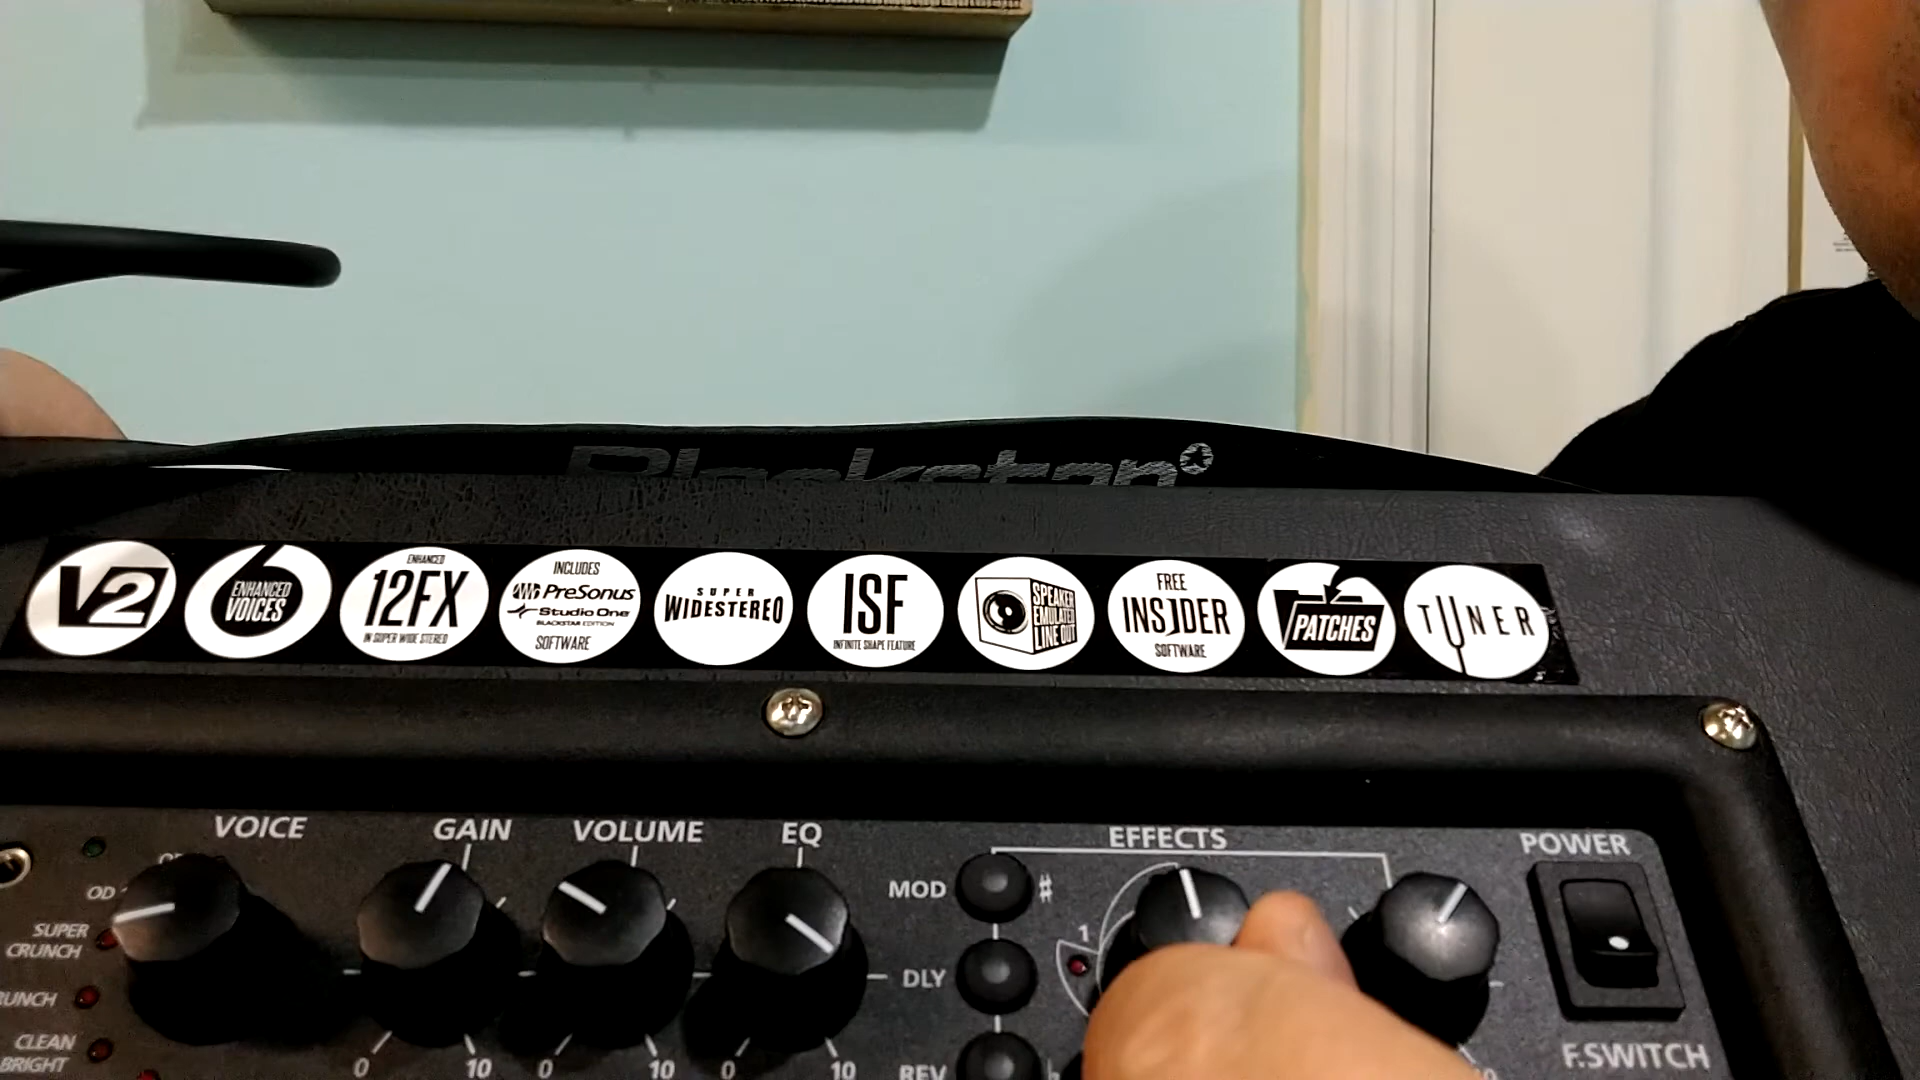 Blackstar
V2
6 ENHANCED
VOICES
ENHANCED
12FX
IN SUPER WIDE STEREO
INCLUDES
PreSonus
Studio One
BLACKSTAR EDITION
SOFTWARE
SUPER
WIDESTEREO
ISF
INFINITE SHAPE FEATURE
SPEAKER
EMULATED
LINE OUT
FREE
INSIDER
SOFTWARE
PATCHES
TUNER
VOICE
GAIN
VOLUME
EQ
EFFECTS
POWER
OD
SUPER
CRUNCH
CLEAN
BRIGHT
MOD
#
DLY
REV
1
0
10
0
10
0
10
F.SWITCH